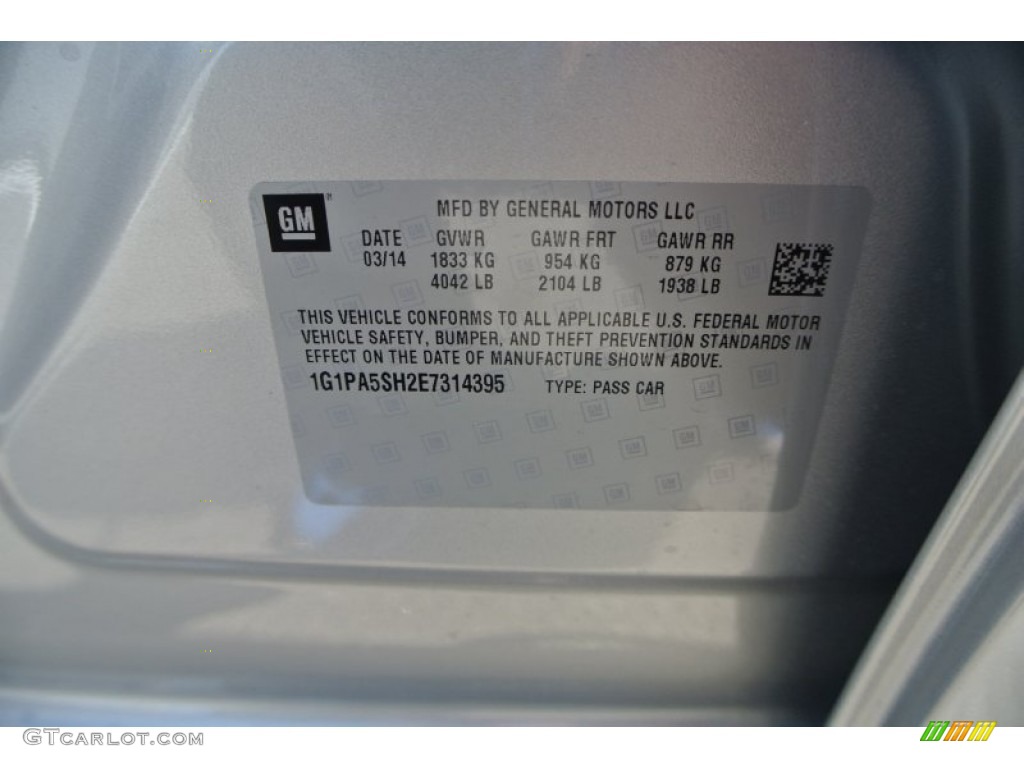 GM
MFD BY GENERAL MOTORS LLC
DATE GVWR GAWR FRT GAWR RR
03/14 1833 KG 954 KG 879 KG
4042 LB 2104 LB 1938 LB
THIS VEHICLE CONFORMS TO ALL APPLICABLE U.S. FEDERAL MOTOR
VEHICLE SAFETY, BUMPER, AND THEFT PREVENTION STANDARDS IN
EFFECT ON THE DATE OF MANUFACTURE SHOWN ABOVE.
1G1PA5SH2E7314395 TYPE: PASS CAR
GTCarLot.com